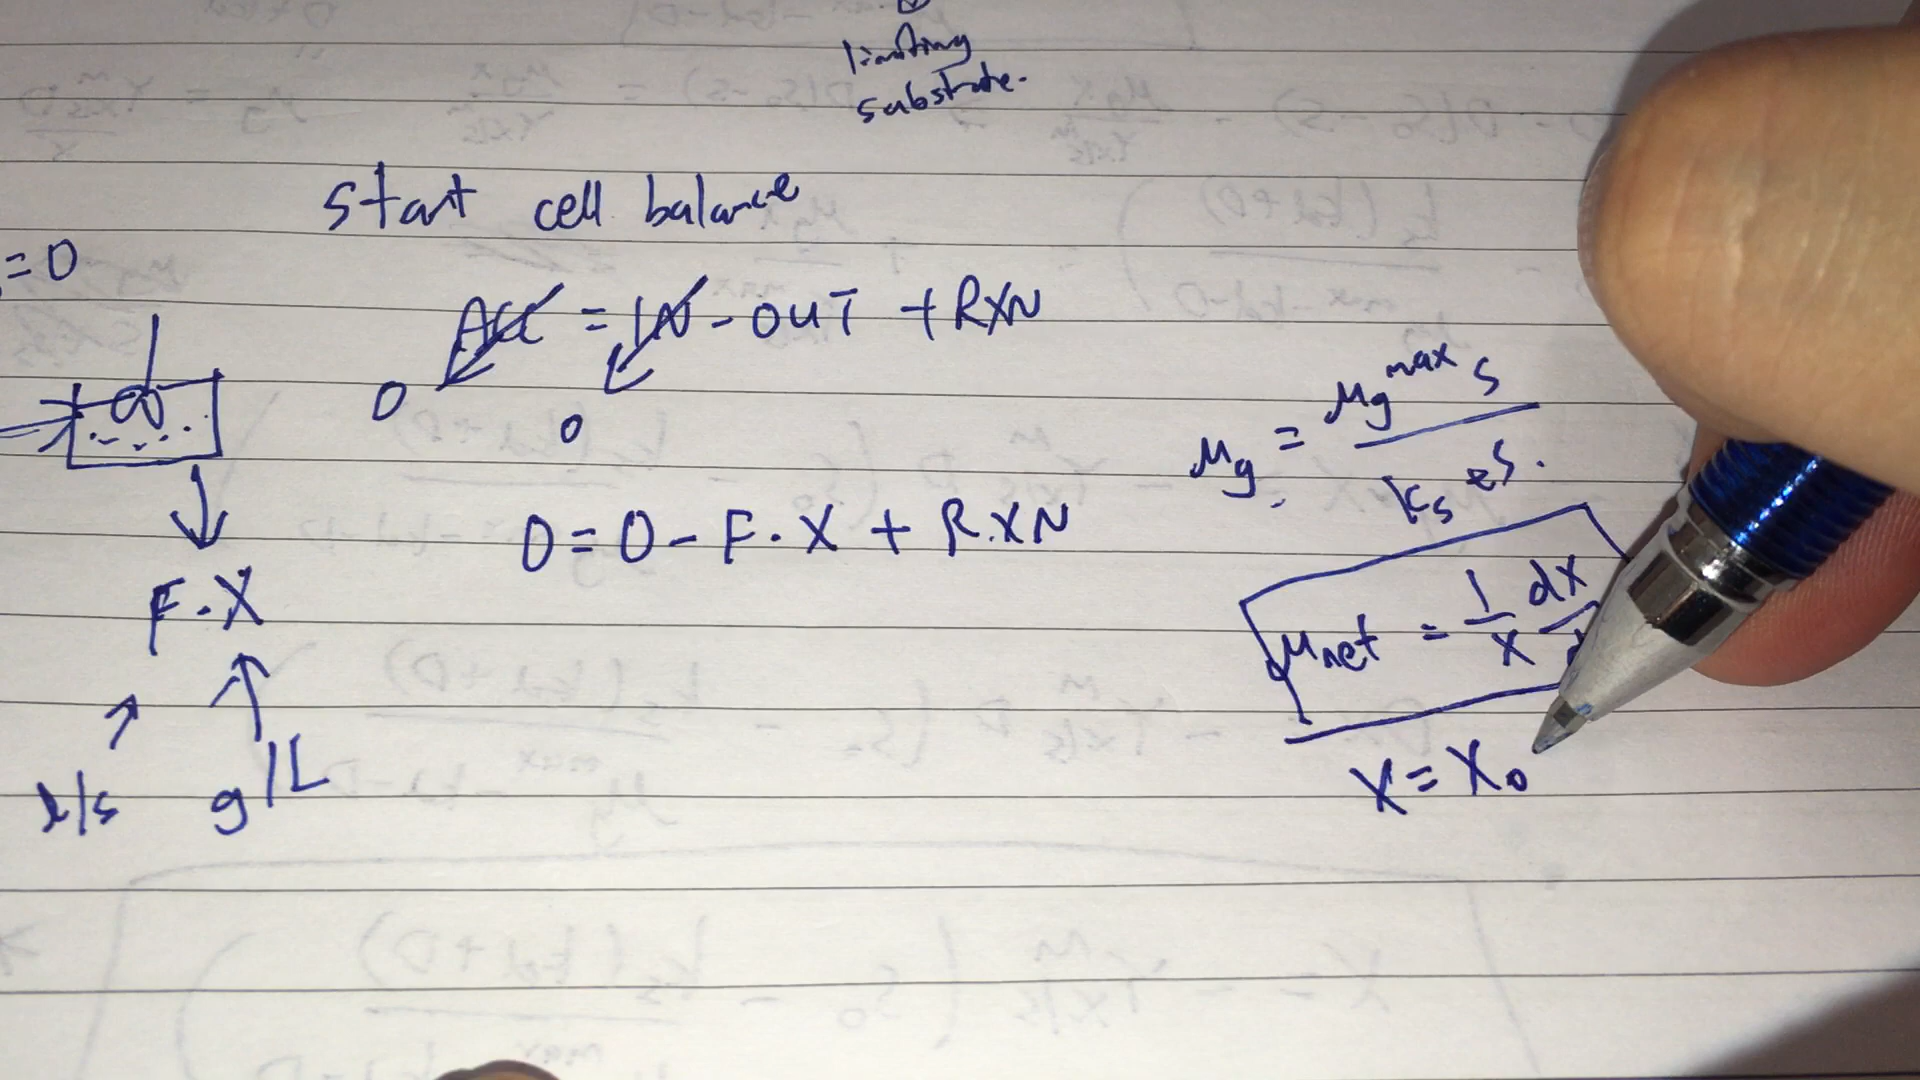 limiting
substrate.
start cell balance
=0
ACC = IN - OUT + RXN
0
0
μg = μg^max S / Ks + S.
0 = 0 - F.X + RXN
F.X
μnet = 1/X dX/
l/s g/L
X = X0